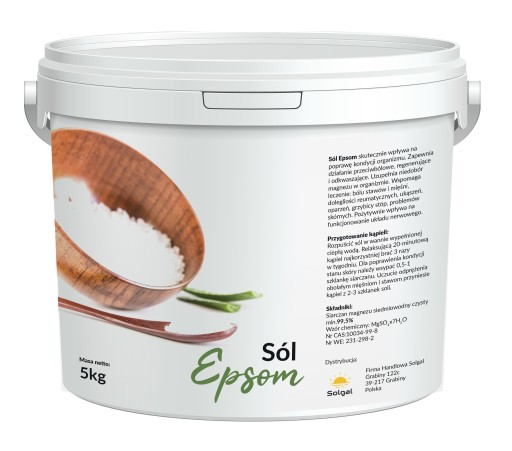 Sól Epsom skutecznie wpływa na
poprawę kondycji organizmu. Zapewnia
działanie przeciwbólowe, regenerujące
i odkwaszające. Uzupełnia niedobór
magnezu w organizmie. Wspomaga
leczenie: bólu stawów i mięśni,
dolegliwości reumatycznych, ukąszeń,
oparzeń, grzybicy stóp, problemów
skórnych. Pozytywnie wpływa na
funkcjonowanie układu nerwowego.
Przygotowanie kąpieli:
Rozpuścić sól w wannie wypełnionej
ciepłą wodą. Relaksującą 20-minutową
kąpiel najkorzystniej brać 3 razy
w tygodniu. Dla poprawienia kondycji
stanu skóry należy wsypać 0,5-1
szklankę siarczanu. Uczucie odprężenia
obolałym mięśniom i stawom przyniesie
kąpiel z 2-3 szklanek soli.
Składniki:
Siarczan magnezu siedmiowodny czysty
min.99,5%
Wzór chemiczny: MgSO₄x7H₂O
Nr CAS:10034-99-8
Nr WE: 231-298-2
Dystrybucja:
Solgal
Firma Handlowa Solgal
Grabiny 122c
39-217 Grabiny
Polska
Sól
Epsom
Masa netto:
5kg